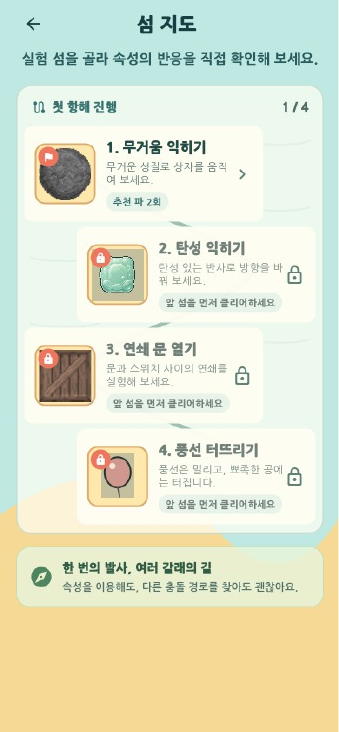 섬 지도
실험 섬을 골라 속성의 반응을 직접 확인해 보세요.
첫 항해 진행
1 / 4
1. 무거움 익히기
무거운 성질로 상자를 움직
여 보세요.
추천 파 2회
2. 탄성 익히기
탄성 있는 반사로 방향을 바
꿔 보세요.
앞 섬을 먼저 클리어하세요
3. 연쇄 문 열기
문과 스위치 사이의 연쇄를
실험해 보세요.
앞 섬을 먼저 클리어하세요
4. 풍선 터뜨리기
풍선은 밀리고, 뾰족한 공에
는 터집니다.
앞 섬을 먼저 클리어하세요
한 번의 발사, 여러 갈래의 길
속성을 이용해도, 다른 충돌 경로를 찾아도 괜찮아요.